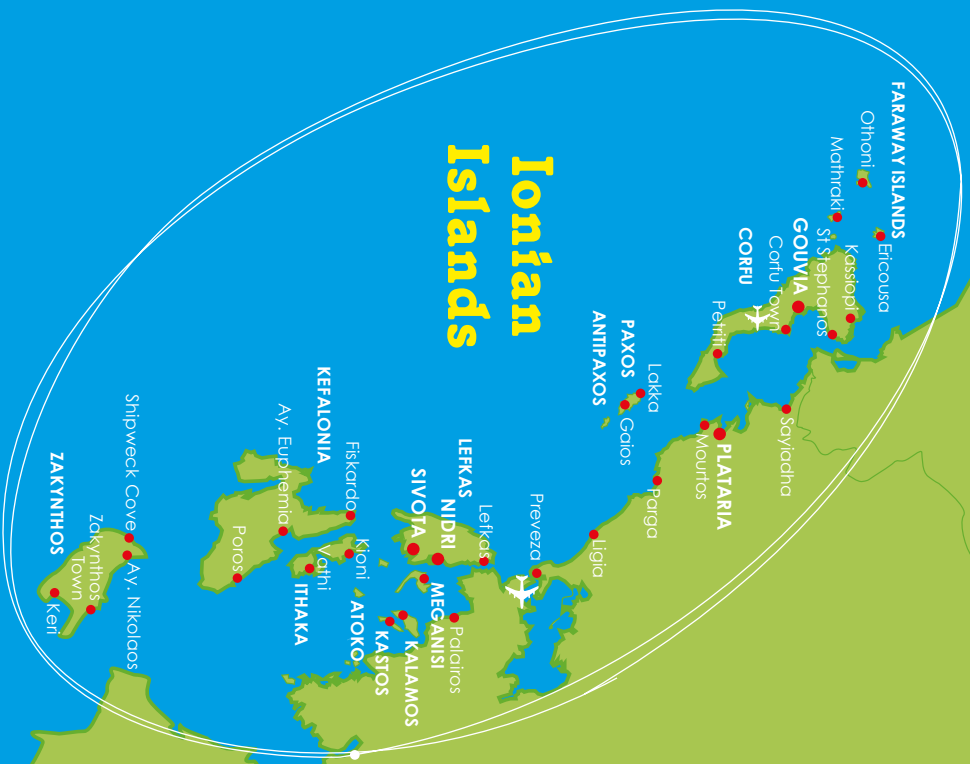 Ionian
Islands
FARAWAY ISLANDS
Othoni
Mathraki
Ericousa
Kassiopi
St Stephanos
GOUVIA
Corfu Town
CORFU
Petriti
Sayiadha
PLATARIA
Mourtos
PAXOS
ANTIPAXOS
Lakka
Gaios
Parga
Ligia
Preveza
LEFKAS
Lefkas
NIDRI
SIVOTA
Palairos
MEGANISI
KALAMOS
KASTOS
ATOKO
KEFALONIA
Fiskardo
Ay. Euphemia
Poros
Kioni
Vathi
ITHAKA
Shipweck Cove
Ay. Nikolaos
ZAKYNTHOS
Zakynthos
Town
Keri